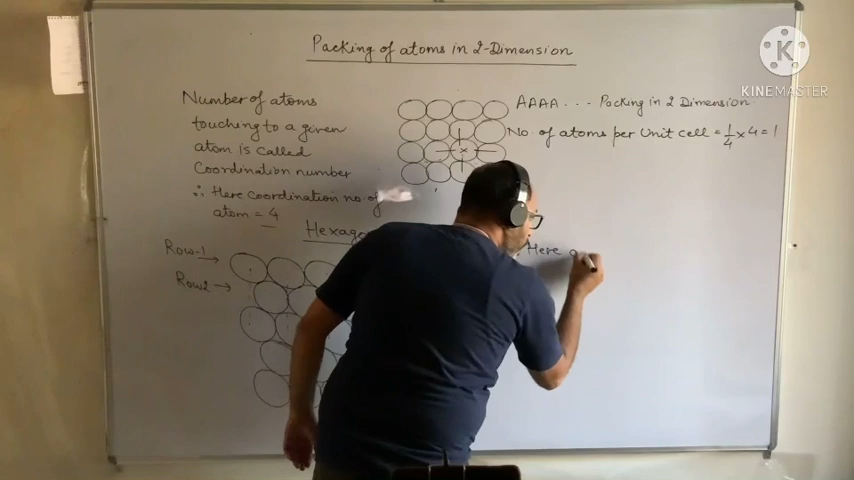 Packing of atoms in 2-Dimension
Number of atoms
touching to a given
atom is called
Coordination number
∴ Here coordination no. of
atom = 4
AAAA . . . Packing in 2 Dimension
No. of atoms per Unit cell = 1/4 × 4 = 1
Row-1 →
Row2 →
Here
K
KINEMASTER